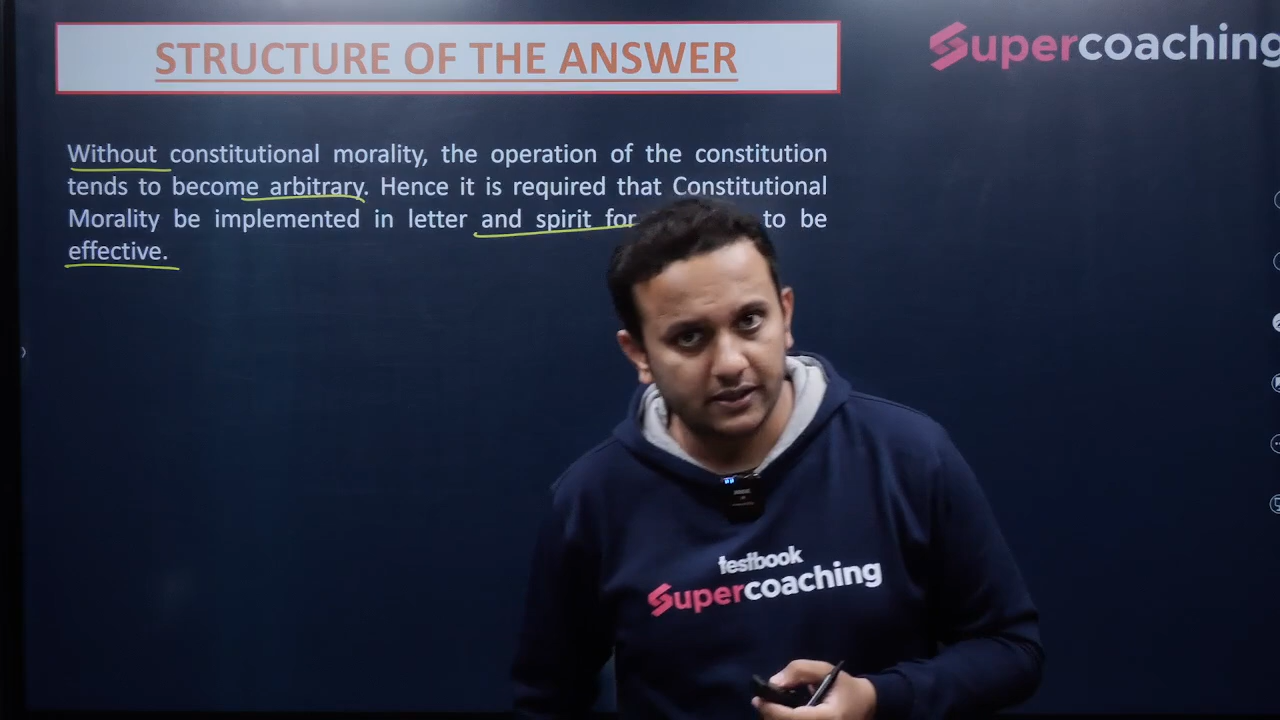 STRUCTURE OF THE ANSWER
Supercoaching
Without constitutional morality, the operation of the constitution
tends to become arbitrary. Hence it is required that Constitutional
Morality be implemented in letter and spirit for to be
effective.
testbook
Supercoaching